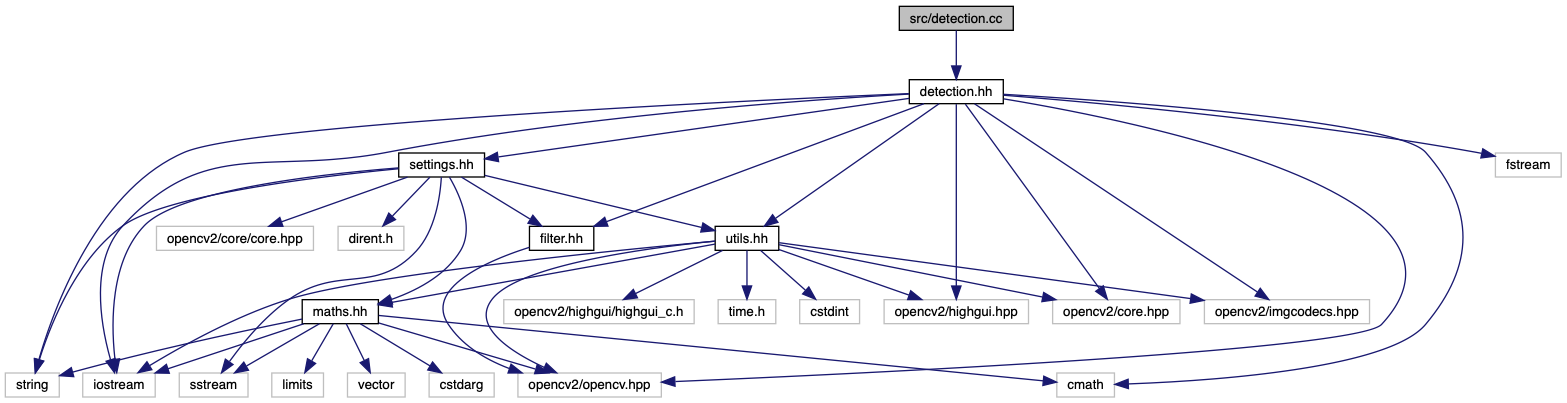 src/detection.cc
detection.hh
settings.hh
fstream
opencv2/core/core.hpp
dirent.h
filter.hh
utils.hh
maths.hh
opencv2/highgui/highgui_c.h
time.h
cstdint
opencv2/highgui.hpp
opencv2/core.hpp
opencv2/imgcodecs.hpp
string
iostream
sstream
limits
vector
cstdarg
opencv2/opencv.hpp
cmath